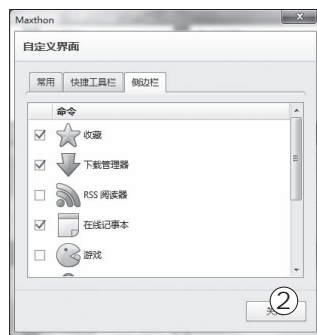 Maxthon
自定义界面
常用 快捷工具栏 侧边栏
命令
收藏
下载管理器
RSS 阅读器
在线记事本
游戏
②